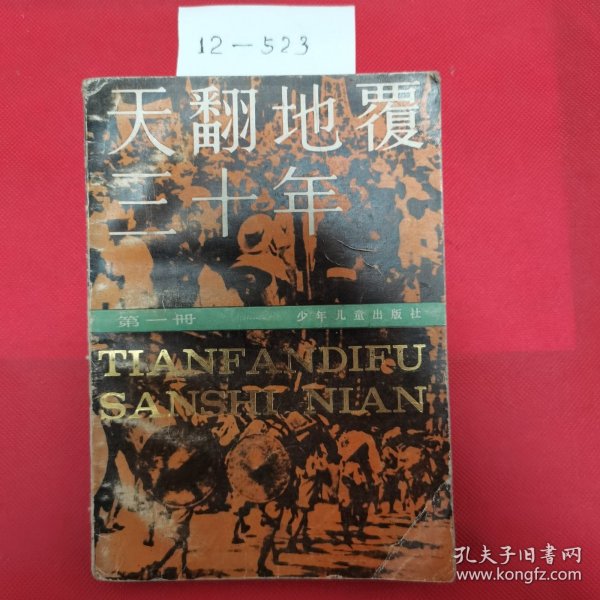 12-523
天翻地覆
三十年
第一册
少年儿童出版社
TIANFANDIFU
SANSHI NIAN
孔夫子旧书网
www.kongfz.com